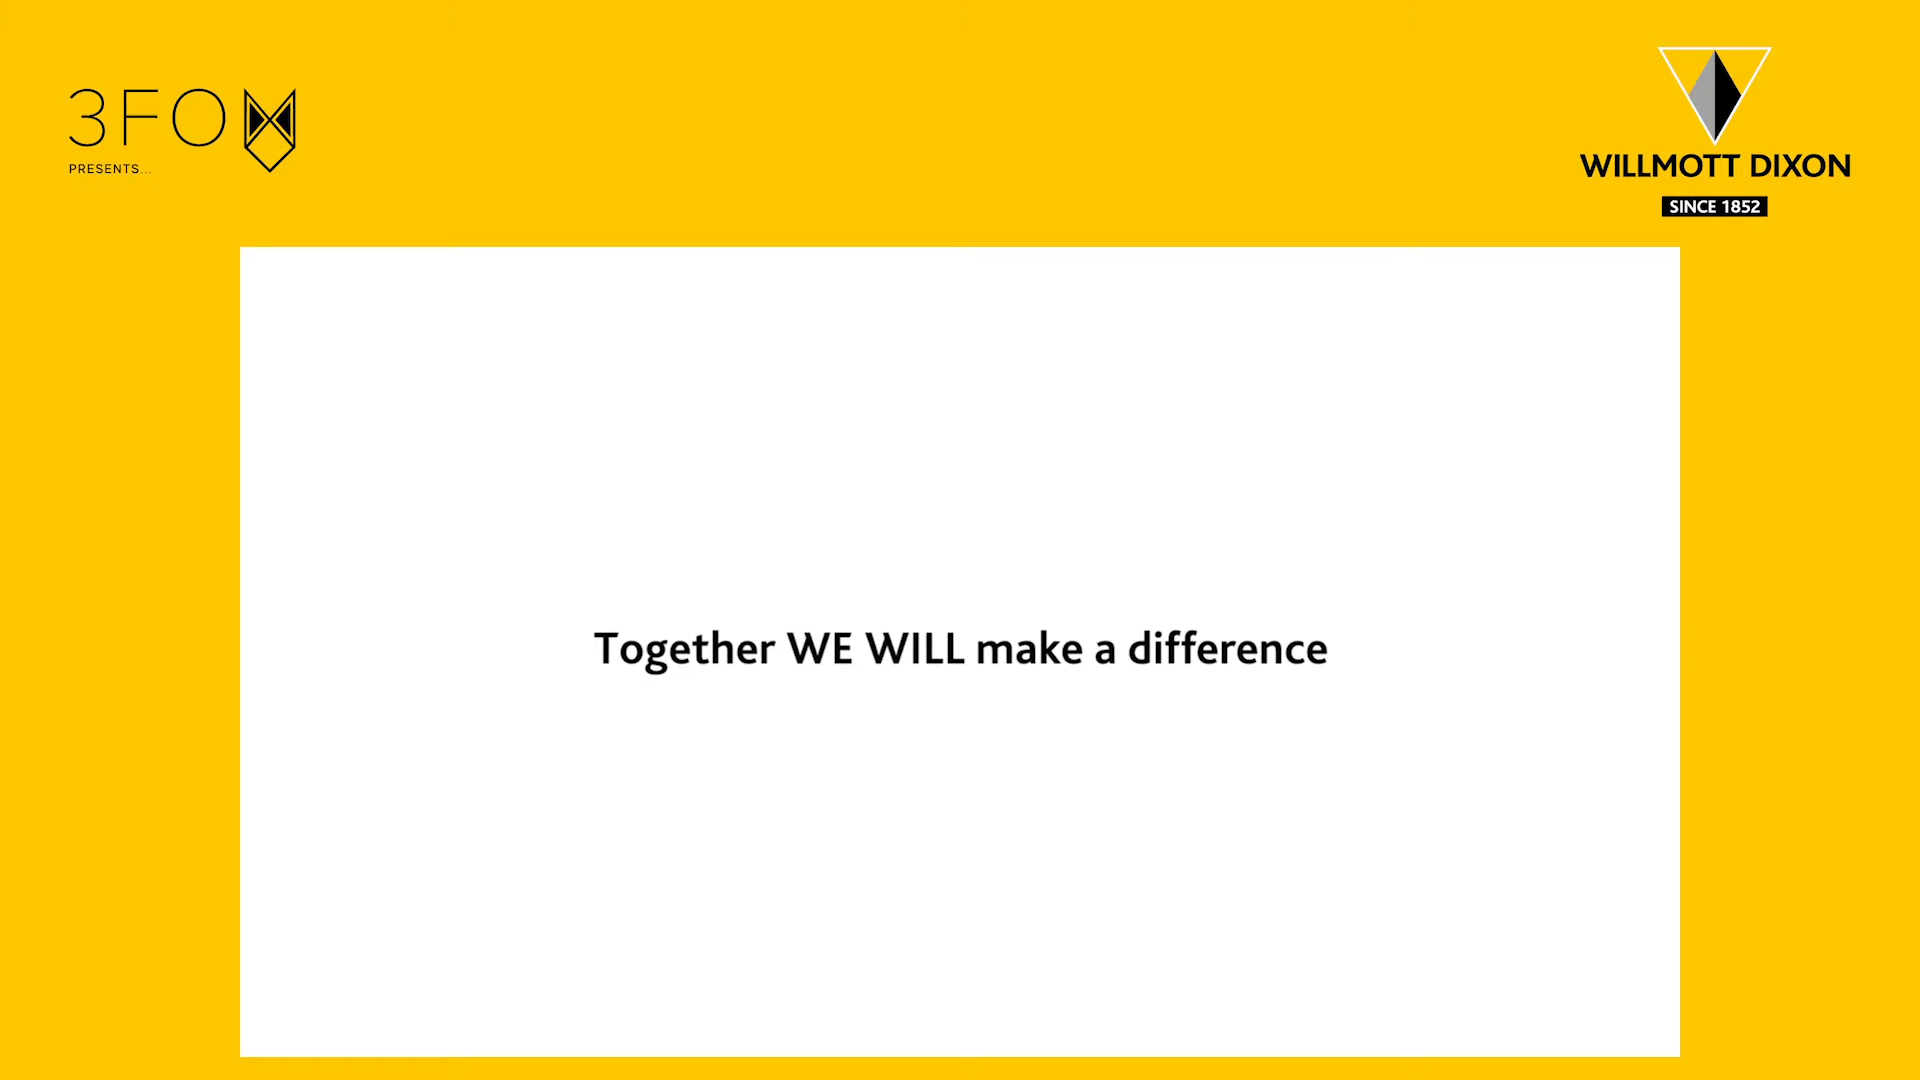 3FOX
PRESENTS...
WILLMOTT DIXON
SINCE 1852
Together WE WILL make a difference